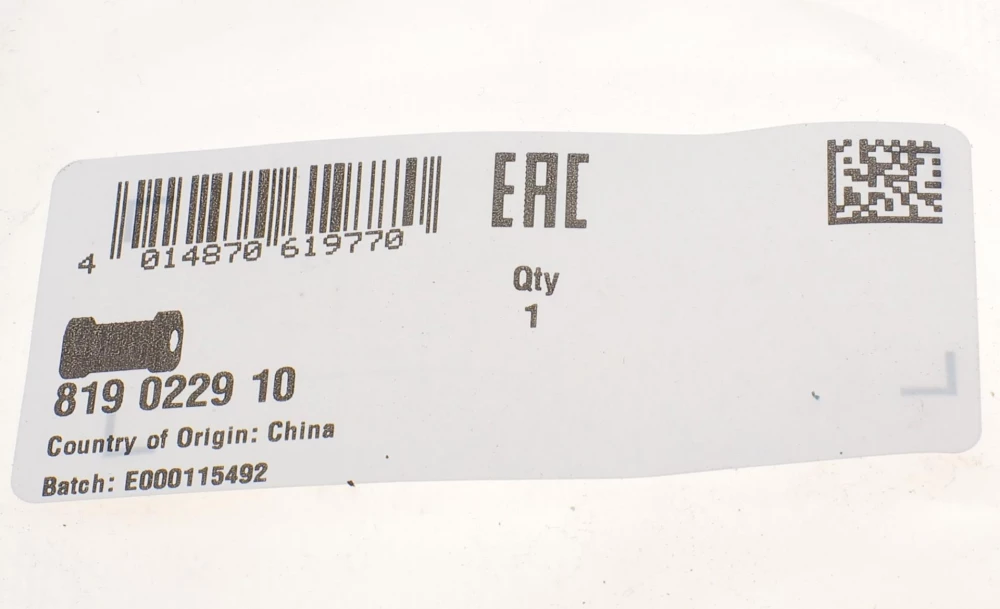 EAC
4 014870 619770
Qty
1
819 0229 10
Country of Origin: China
Batch: E000115492